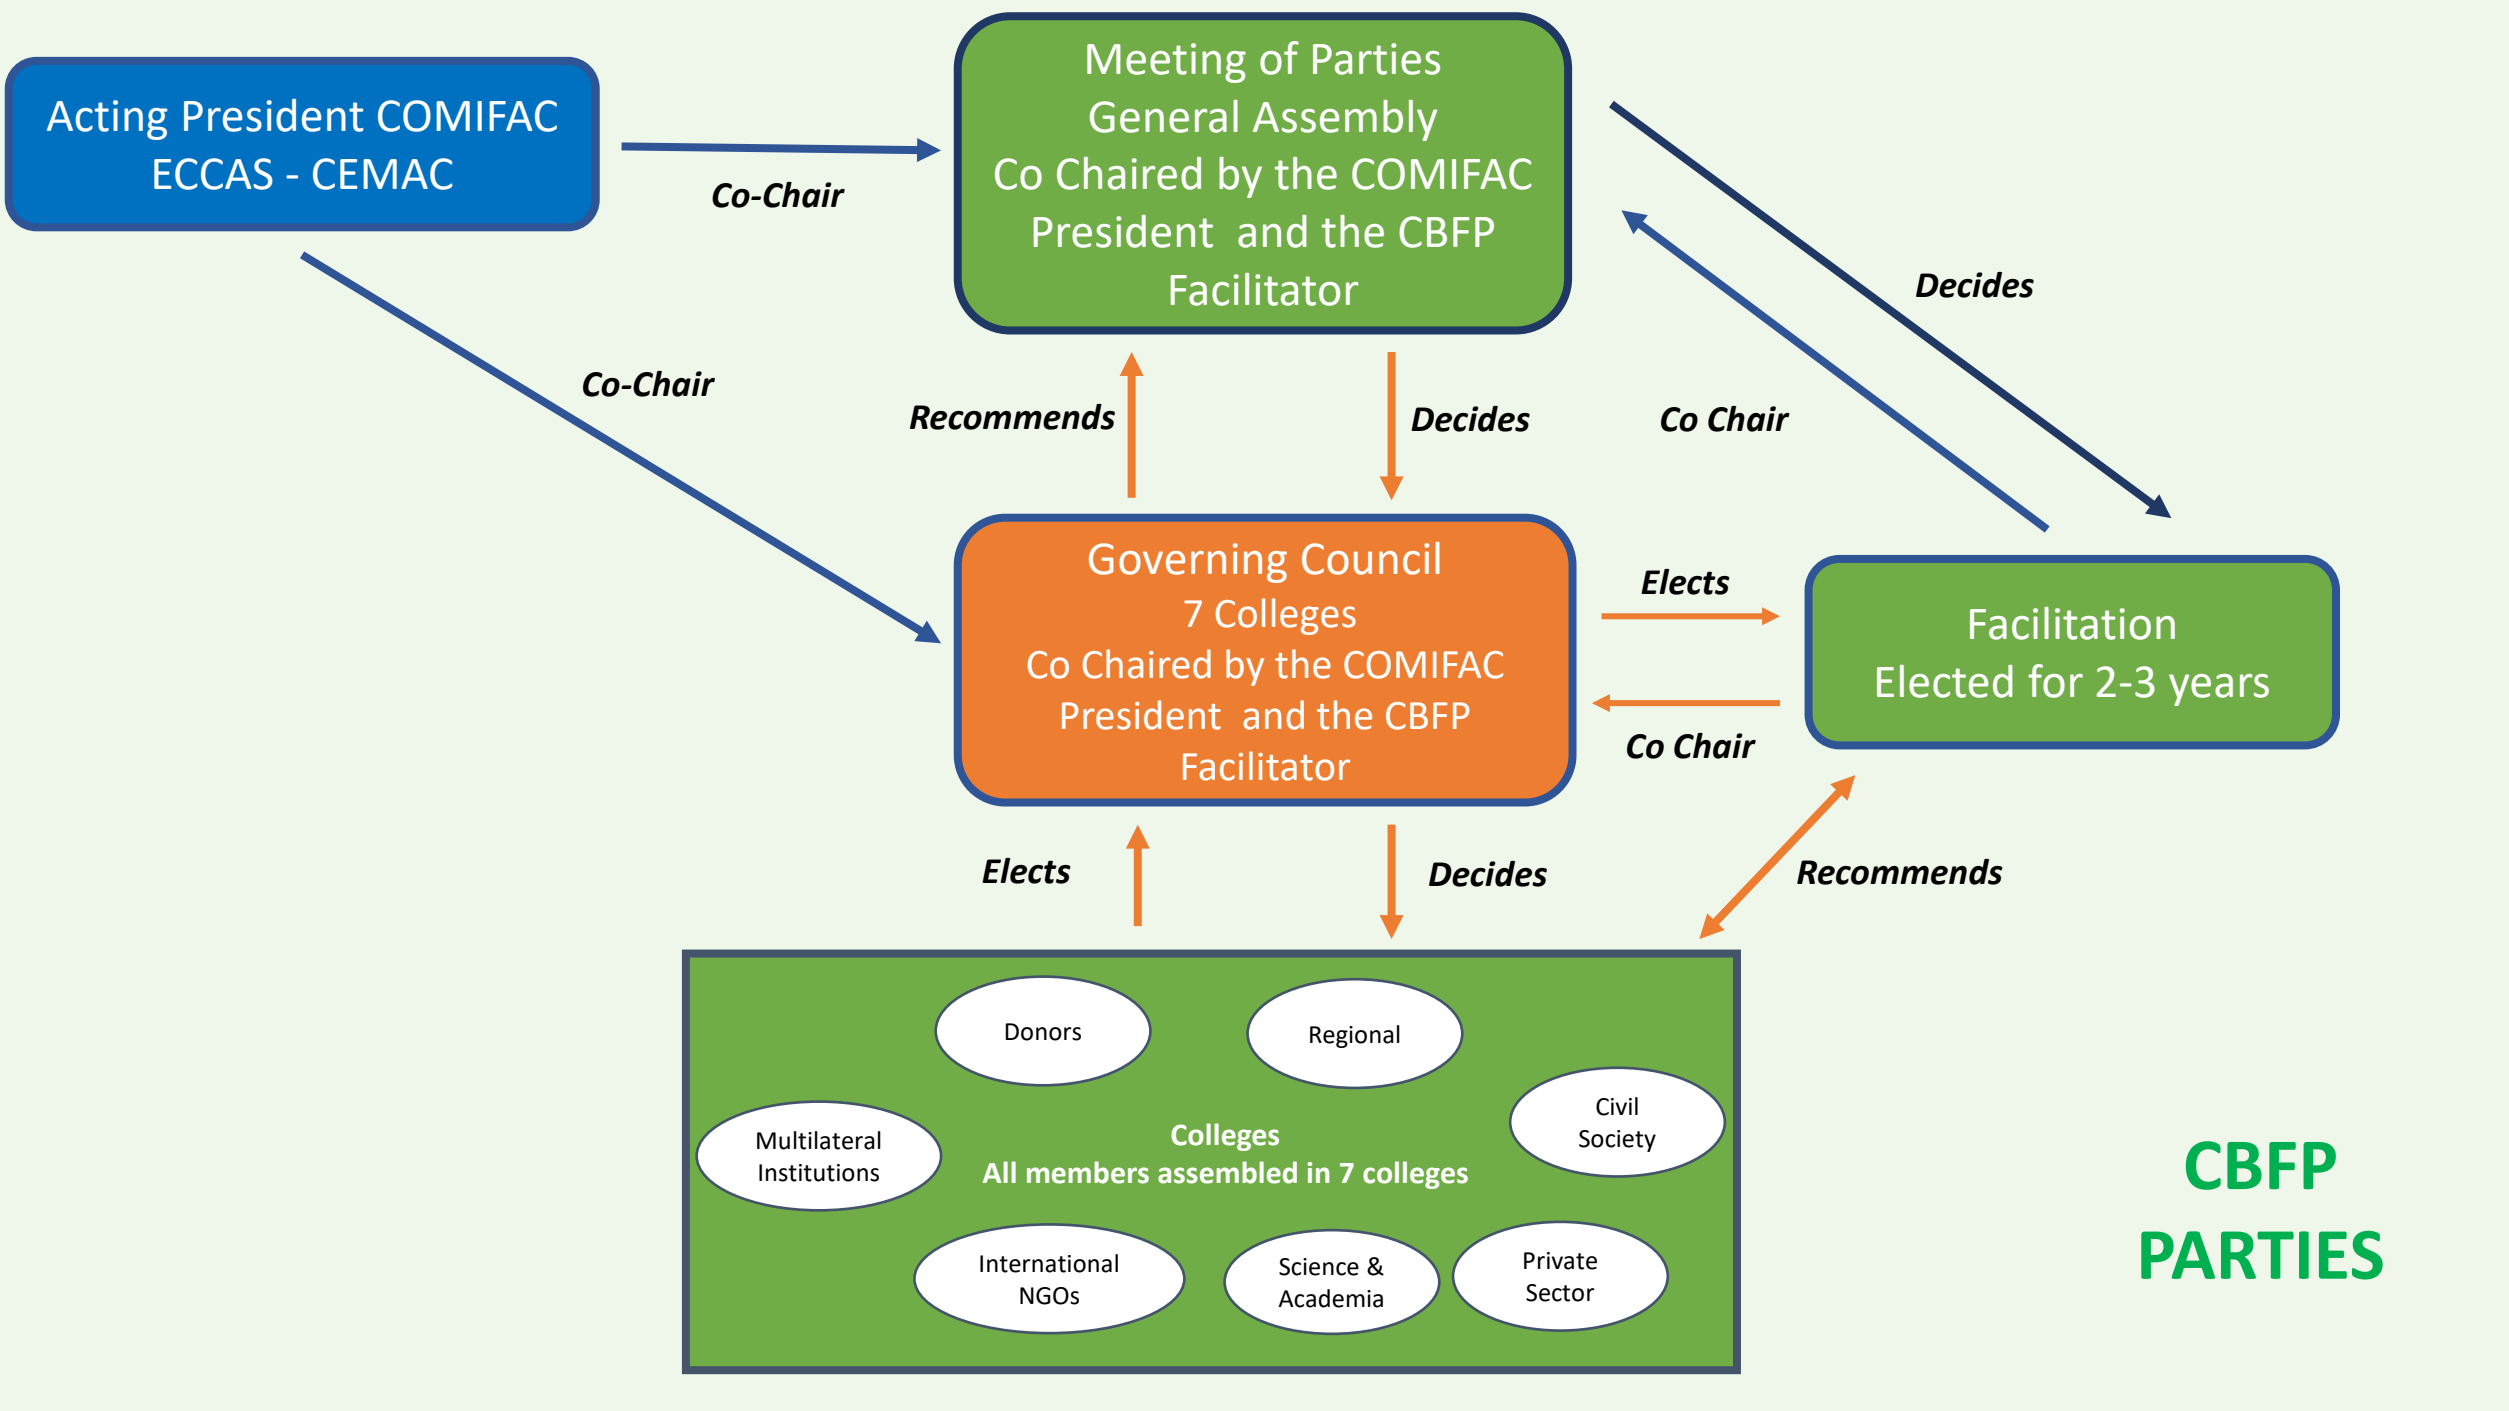 Acting President COMIFAC
ECCAS - CEMAC
Co-Chair
Meeting of Parties
General Assembly
Co Chaired by the COMIFAC
President and the CBFP
Facilitator
Decides
Co-Chair
Recommends
Decides
Co Chair
Governing Council
7 Colleges
Co Chaired by the COMIFAC
President and the CBFP
Facilitator
Elects
Co Chair
Facilitation
Elected for 2-3 years
Elects
Decides
Recommends
Donors
Regional
Civil
Society
Multilateral
Institutions
Colleges
All members assembled in 7 colleges
International
NGOs
Science &
Academia
Private
Sector
CBFP
PARTIES